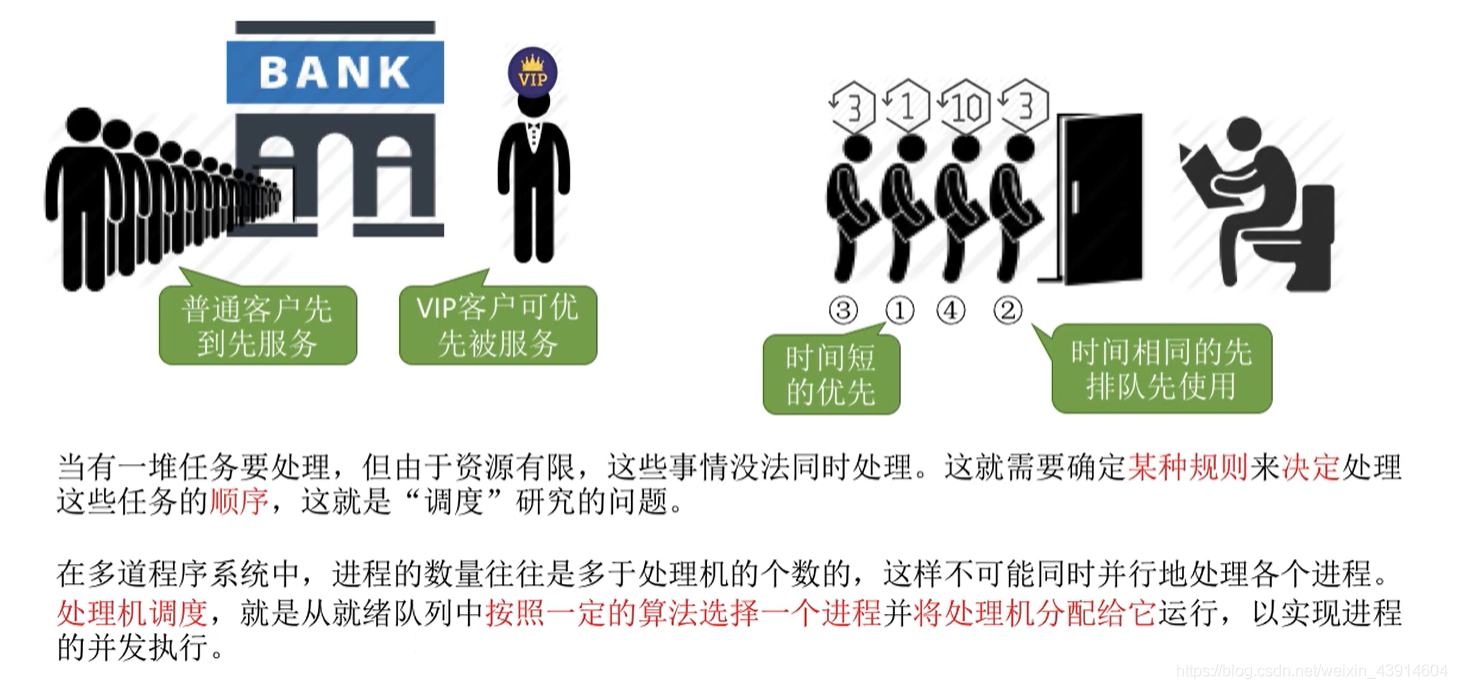 BANK
VIP
普通客户先
到先服务
VIP客户可优
先被服务
3 1 10 3
③ ① ④ ②
时间短
的优先
时间相同的先
排队先使用
当有一堆任务要处理，但由于资源有限，这些事情没法同时处理。这就需要确定某种规则来决定处理
这些任务的顺序，这就是“调度”研究的问题。
在多道程序系统中，进程的数量往往是多于处理机的个数的，这样不可能同时并行地处理各个进程。
处理机调度，就是从就绪队列中按照一定的算法选择一个进程并将处理机分配给它运行，以实现进程
的并发执行。
https://blog.csdn.net/weixin_43914604